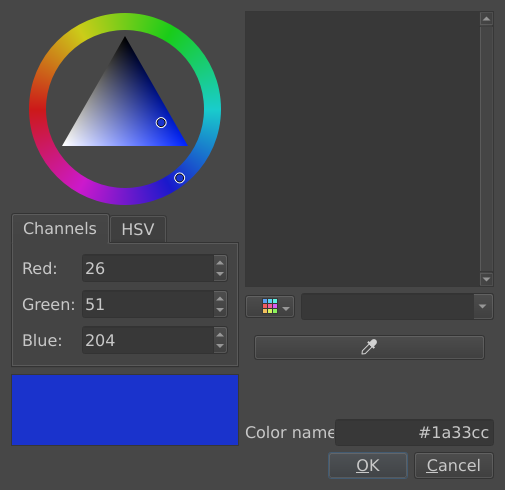 Channels
HSV
Red: 26
Green: 51
Blue: 204
Color name #1a33cc
OK
Cancel